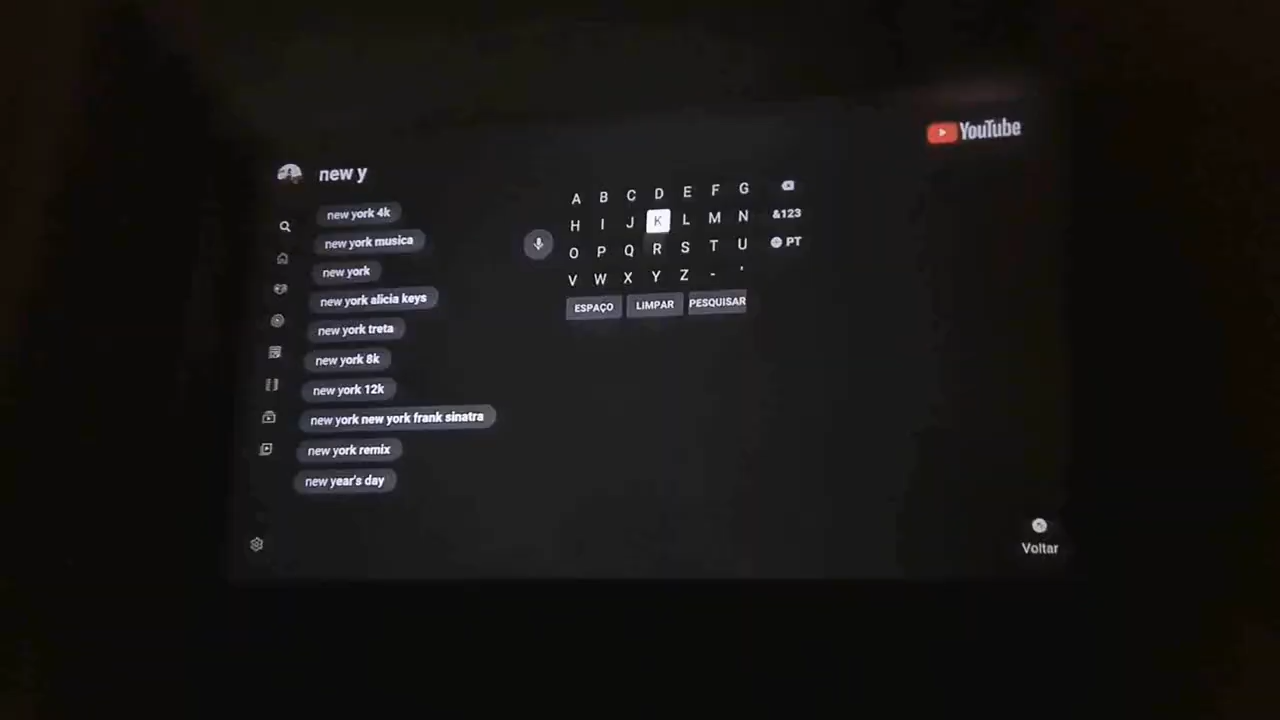 YouTube
new y
new york 4k
new york musica
new york
new york alicia keys
new york treta
new york 8k
new york 12k
new york new york frank sinatra
new york remix
new year's day
A B C D E F G
H I J K L M N &123
O P Q R S T U PT
V W X Y Z - '
ESPAÇO LIMPAR PESQUISAR
Voltar